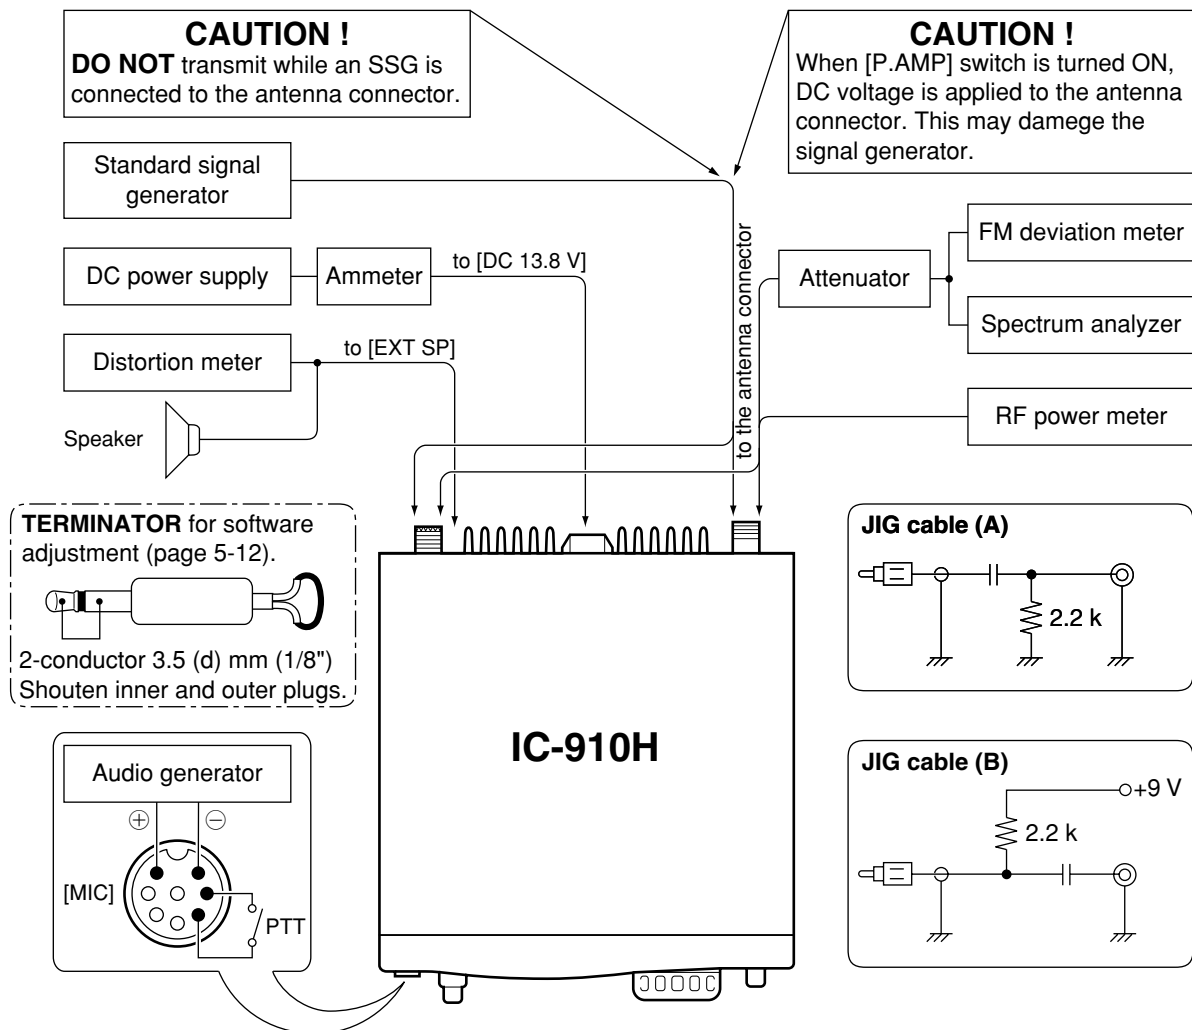 CAUTION !
DO NOT transmit while an SSG is
connected to the antenna connector.
CAUTION !
When [P.AMP] switch is turned ON,
DC voltage is applied to the antenna
connector. This may damege the
signal generator.
Standard signal
generator
DC power supply
Ammeter
to [DC 13.8 V]
Distortion meter
to [EXT SP]
Speaker
to the antenna connector
Attenuator
FM deviation meter
Spectrum analyzer
RF power meter
TERMINATOR for software
adjustment (page 5-12).
2-conductor 3.5 (d) mm (1/8")
Shouten inner and outer plugs.
Audio generator
⊕
⊖
[MIC]
PTT
IC-910H
JIG cable (A)
2.2 k
JIG cable (B)
+9 V
2.2 k